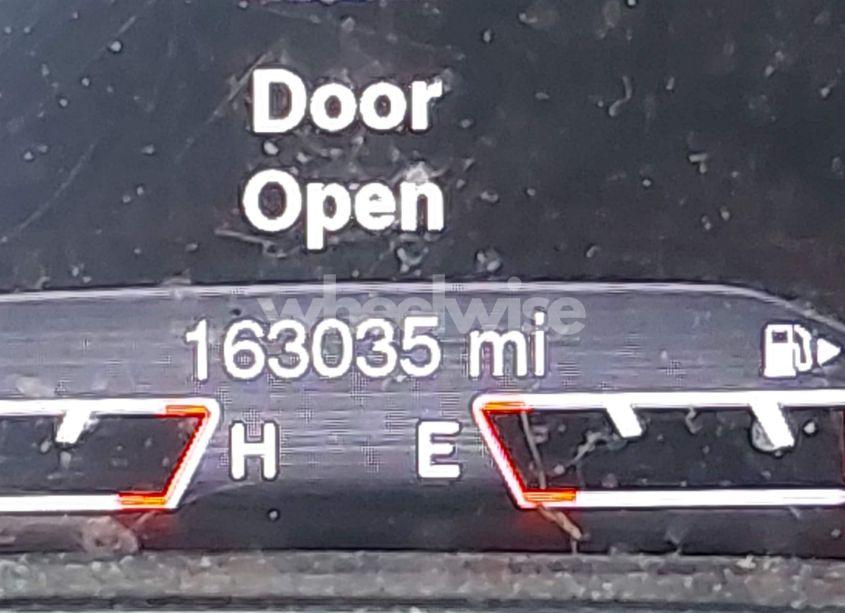 Door
Open
wheelwise
163035 mi
H E